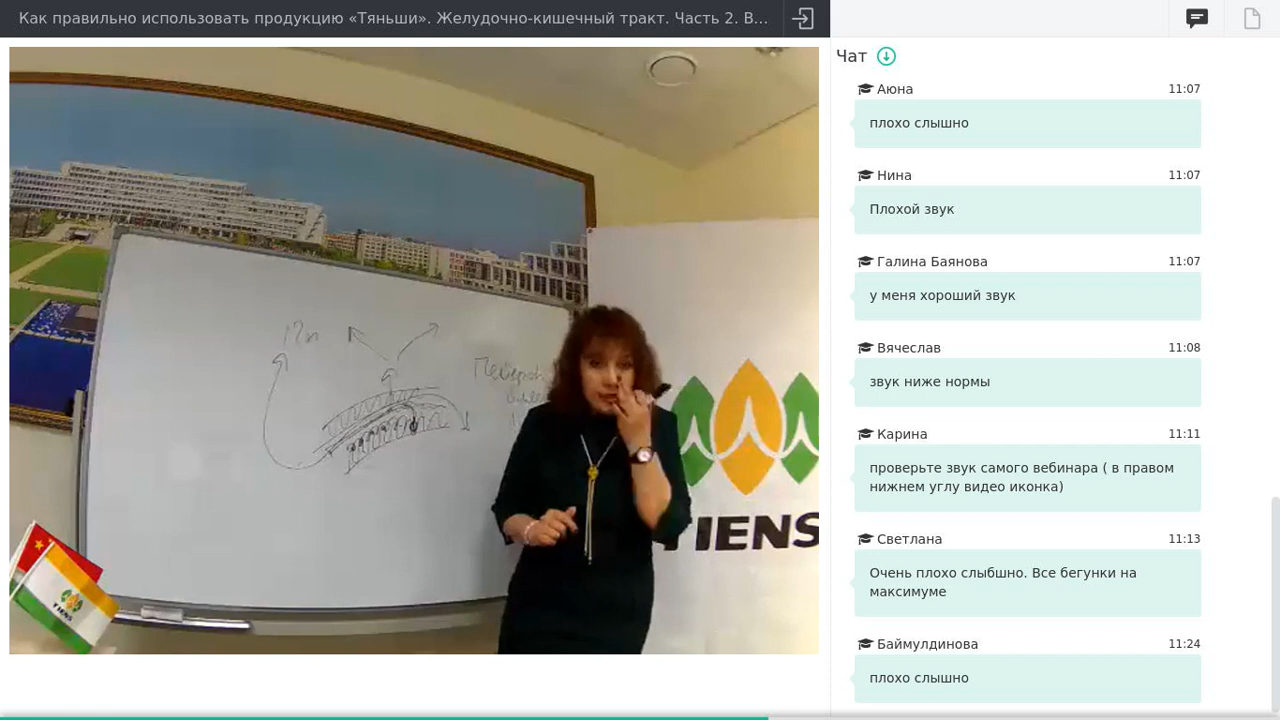 Как правильно использовать продукцию «Тяньши». Желудочно-кишечный тракт. Часть 2. В...
Чат
Аюна 11:07
плохо слышно
Нина 11:07
Плохой звук
Галина Баянова 11:07
у меня хороший звук
Вячеслав 11:08
звук ниже нормы
Карина 11:11
проверьте звук самого вебинара ( в правом
нижнем углу видео иконка)
Светлана 11:13
Очень плохо слыбшно. Все бегунки на
максимуме
Баймулдинова 11:24
плохо слышно
TIENS
TIENS